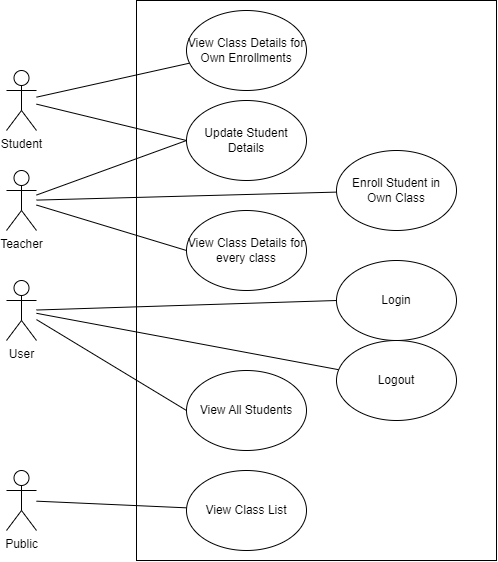 View Class Details for
Own Enrollments
Student
Update Student
Details
Enroll Student in
Own Class
Teacher
View Class Details for
every class
User
Login
Logout
View All Students
Public
View Class List